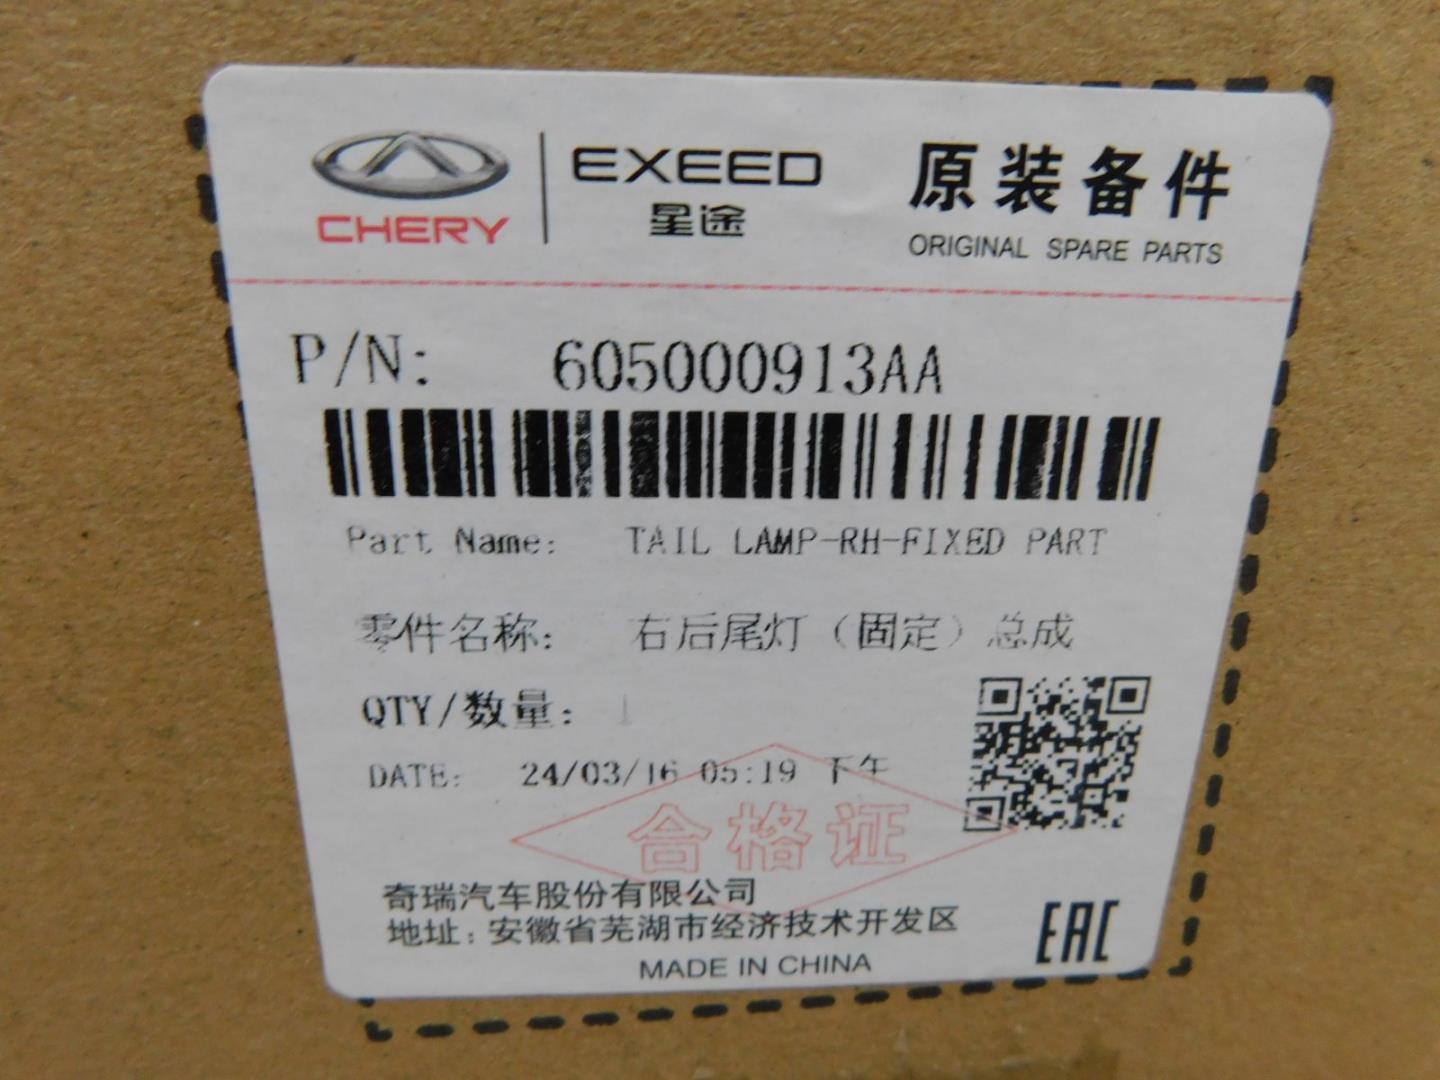 CHERY
EXEED
星途
原装备件
ORIGINAL SPARE PARTS
P/N: 605000913AA
Part Name: TAIL LAMP-RH-FIXED PART
零件名称: 右后尾灯（固定）总成
QTY/数量: 1
DATE: 24/03/16 05:19 下午
合格证
奇瑞汽车股份有限公司
地址：安徽省芜湖市经济技术开发区
MADE IN CHINA
EAC